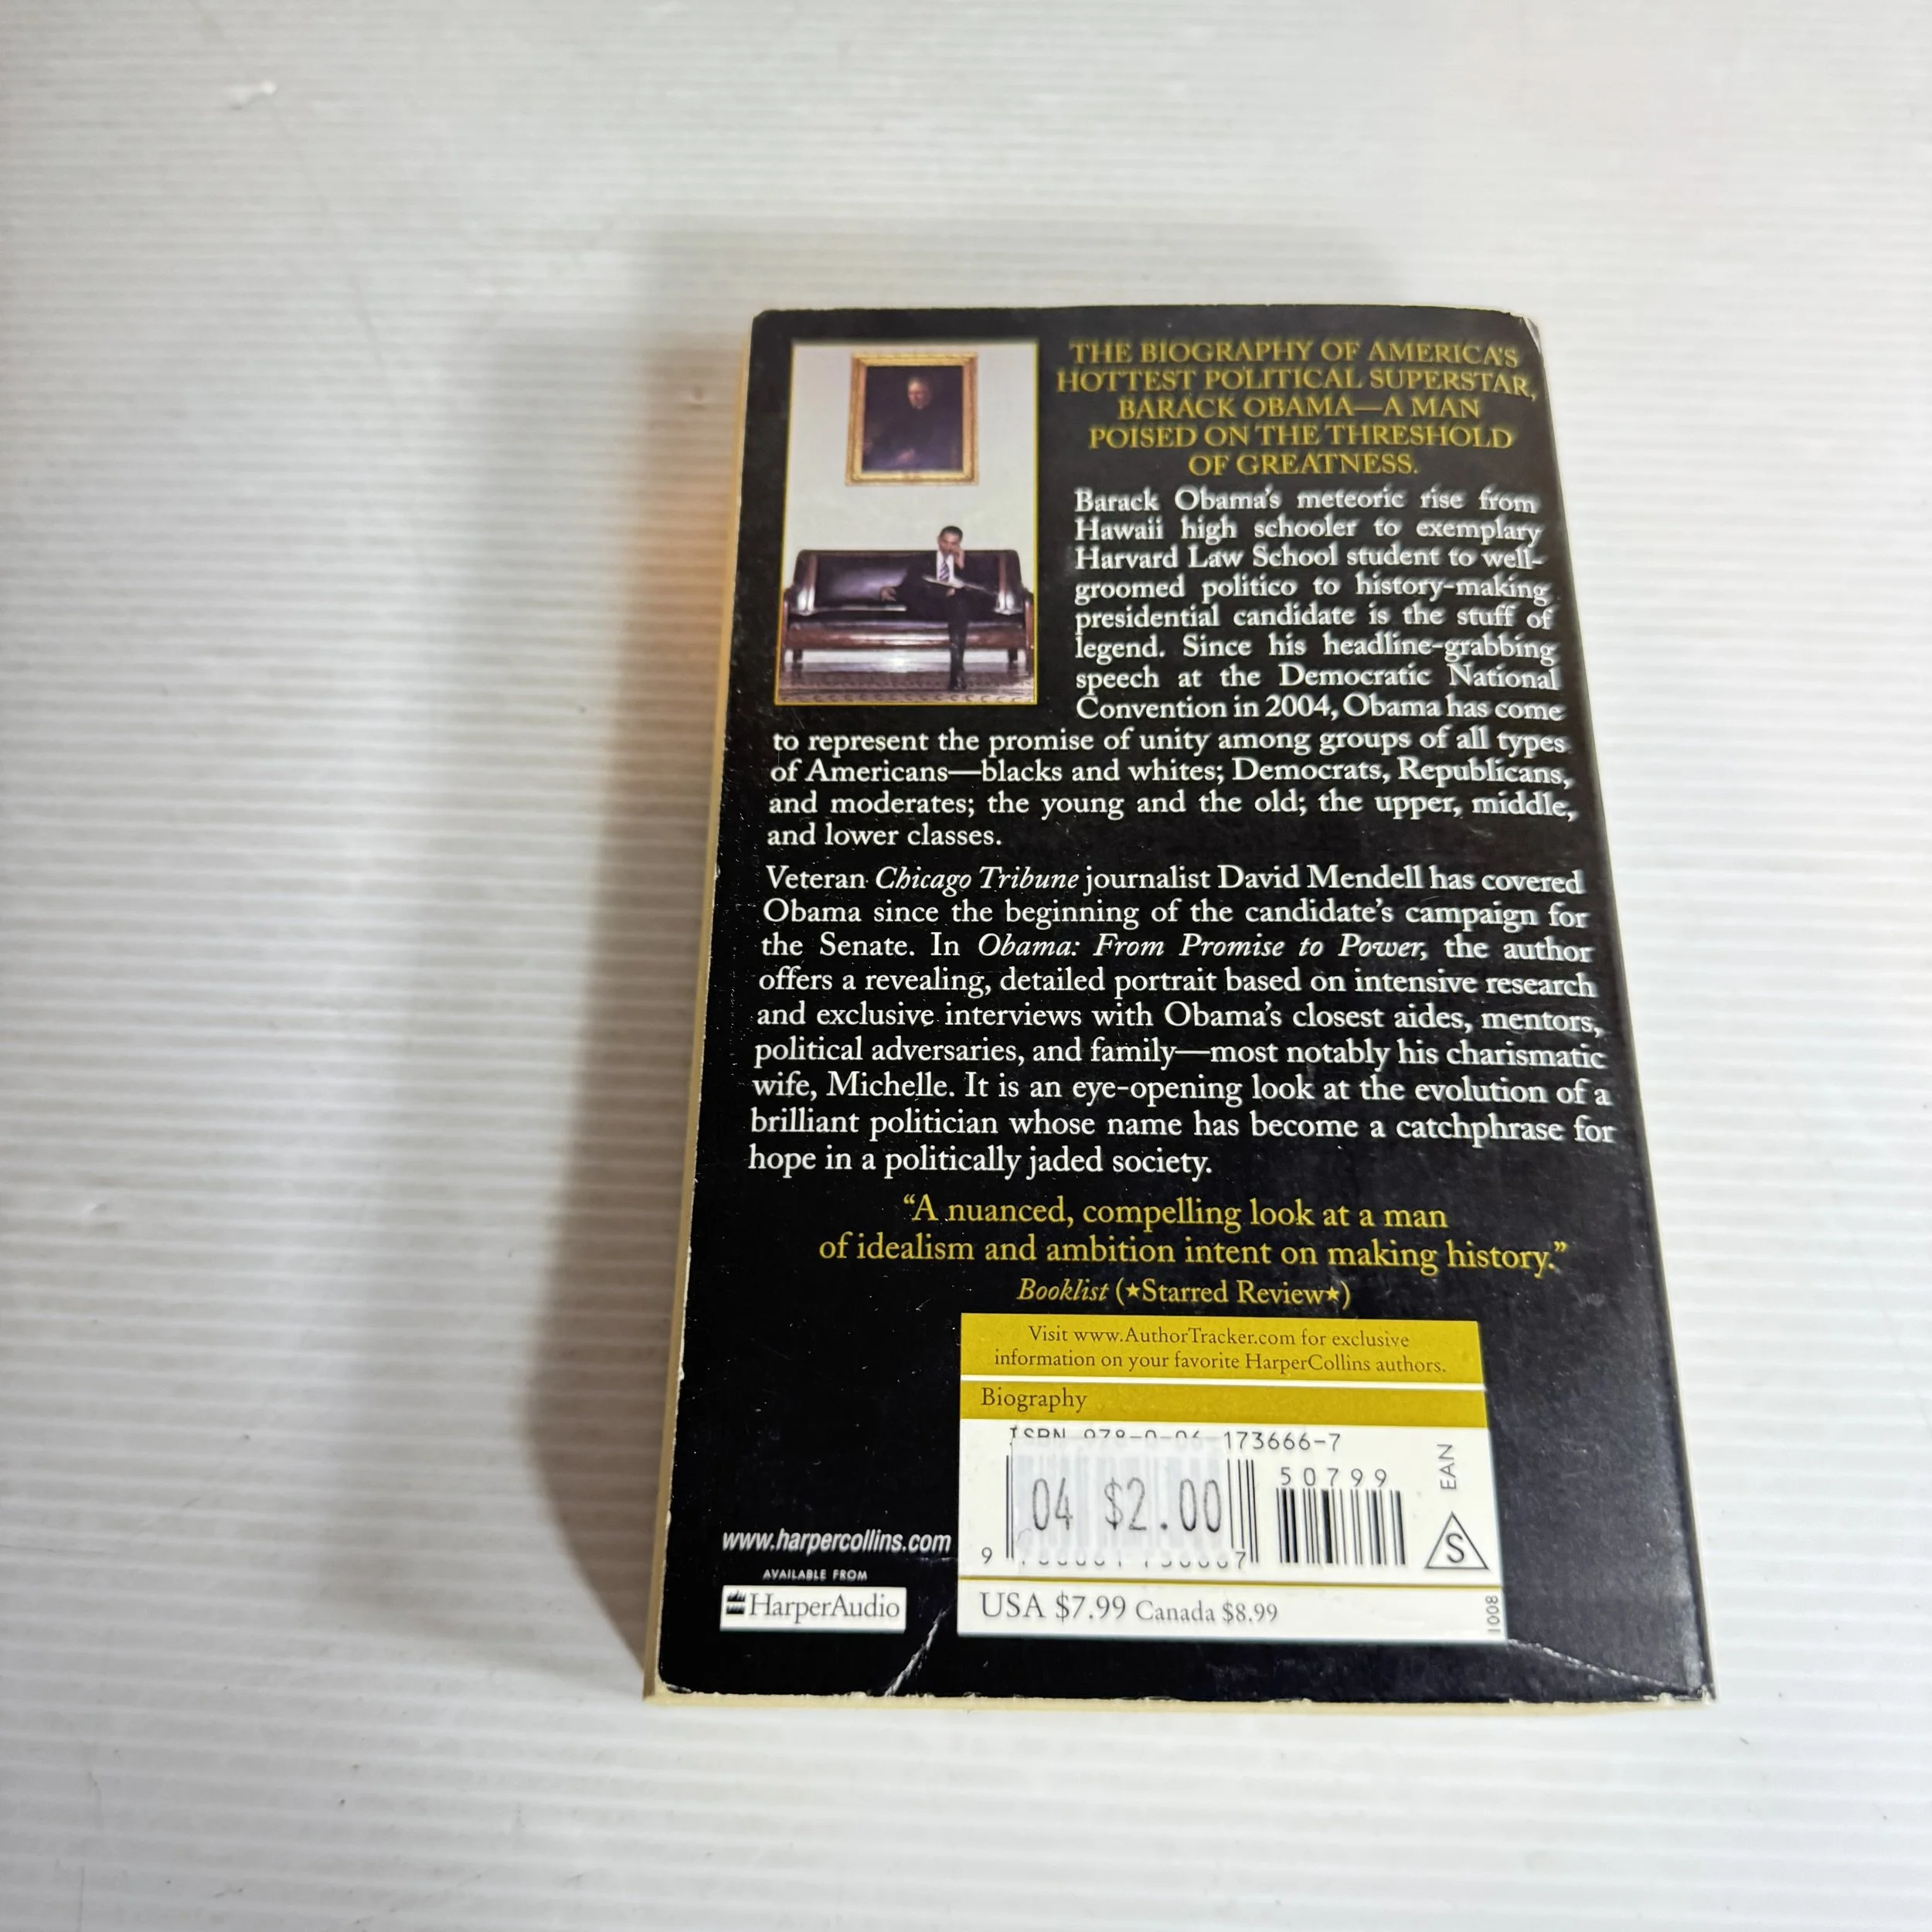 THE BIOGRAPHY OF AMERICA'S
HOTTEST POLITICAL SUPERSTAR,
BARACK OBAMA—A MAN
POISED ON THE THRESHOLD
OF GREATNESS.
Barack Obama's meteoric rise from
Hawaii high schooler to exemplary
Harvard Law School student to well-
groomed politico to history-making
presidential candidate is the stuff of
legend. Since his headline-grabbing
speech at the Democratic National
Convention in 2004, Obama has come
to represent the promise of unity among groups of all types
of Americans—blacks and whites; Democrats, Republicans,
and moderates; the young and the old; the upper, middle,
and lower classes.
Veteran Chicago Tribune journalist David Mendell has covered
Obama since the beginning of the candidate's campaign for
the Senate. In Obama: From Promise to Power, the author
offers a revealing, detailed portrait based on intensive research
and exclusive interviews with Obama's closest aides, mentors,
political adversaries, and family—most notably his charismatic
wife, Michelle. It is an eye-opening look at the evolution of a
brilliant politician whose name has become a catchphrase for
hope in a politically jaded society.
"A nuanced, compelling look at a man
of idealism and ambition intent on making history."
Booklist (★Starred Review★)
Visit www.AuthorTracker.com for exclusive
information on your favorite HarperCollins authors.
Biography
ISBN 978-0-06-173666-7
50799
EAN
04 $2.00
S
9
7
www.harpercollins.com
AVAILABLE FROM
HarperAudio
USA $7.99 Canada $8.99
1008